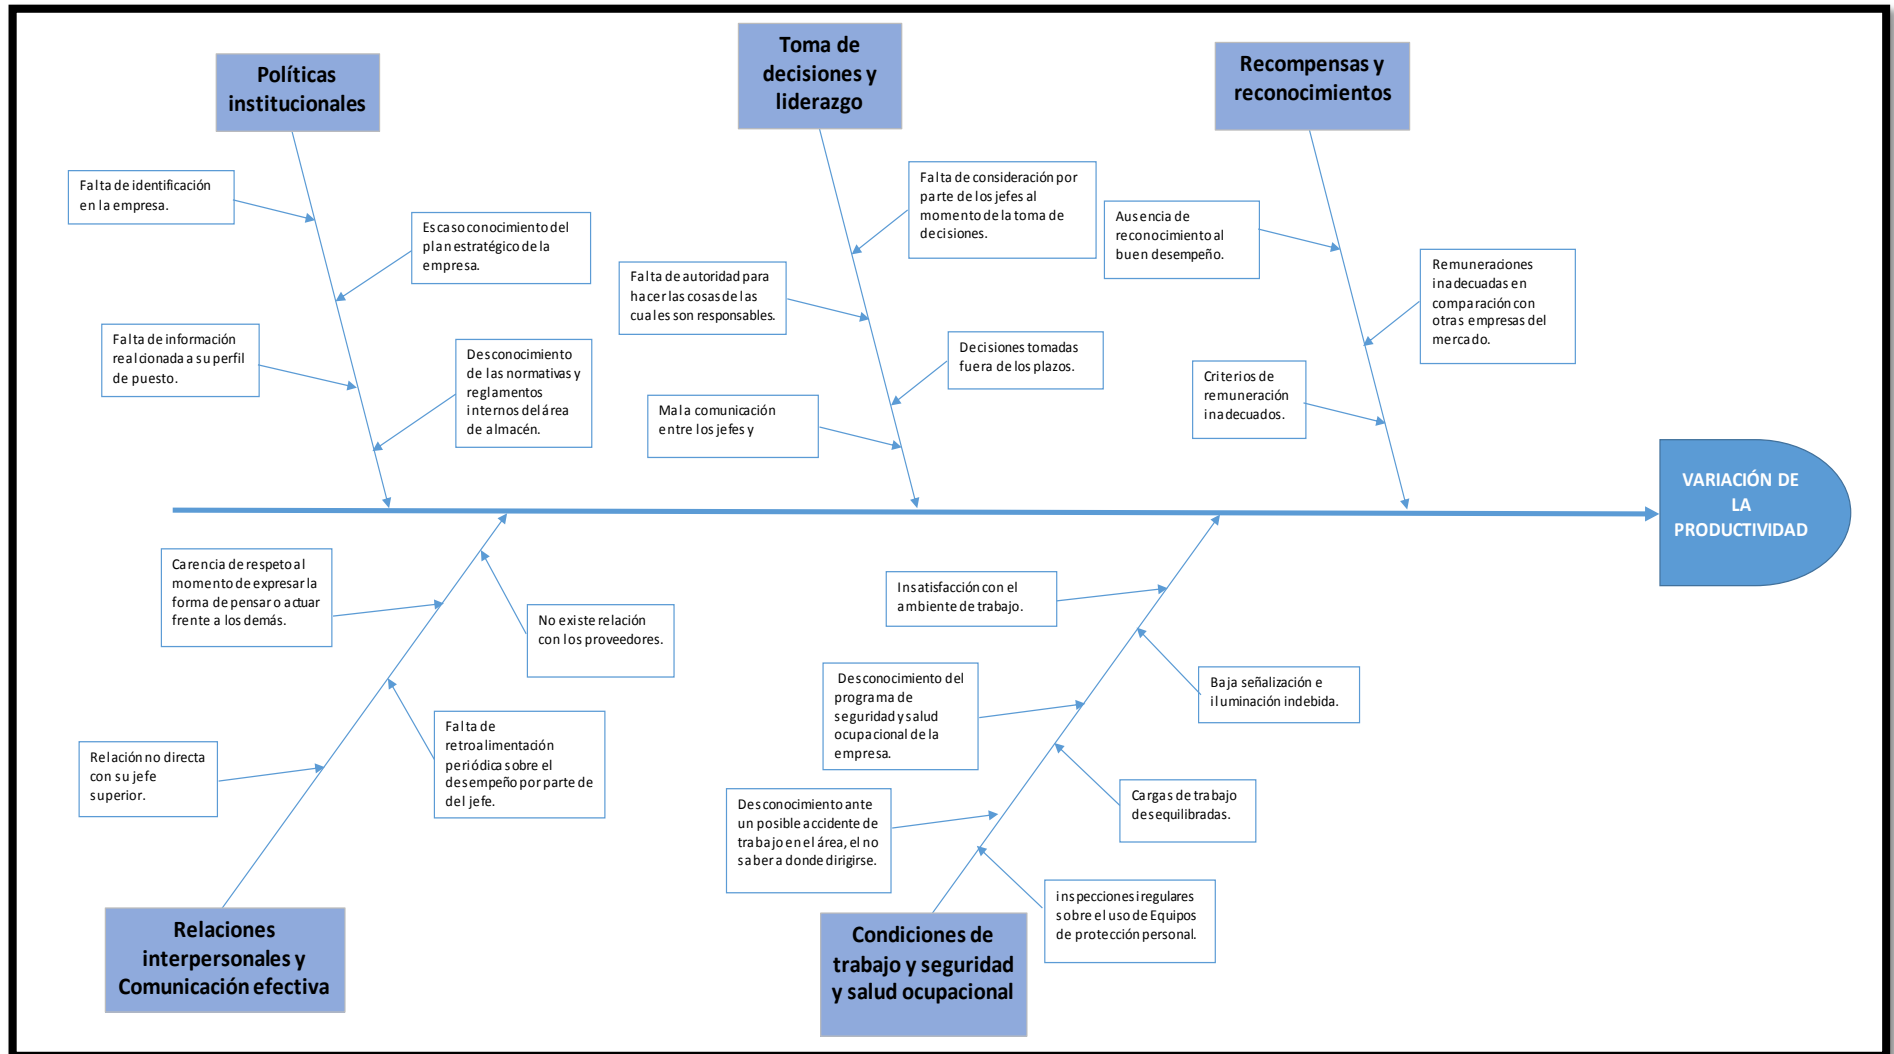 Políticas
institucionales
Toma de
decisiones y
liderazgo
Recompensas y
reconocimientos
Falta de identificación
en la empresa.
Escaso conocimiento del
plan estratégico de la
empresa.
Falta de información
realcionada a su perfil
de puesto.
Desconocimiento
de las normativas y
reglamentos
internos del área
de almacén.
Falta de consideración por
parte de los jefes al
momento de la toma de
decisiones.
Falta de autoridad para
hacer las cosas de las
cuales son responsables.
Decisiones tomadas
fuera de los plazos.
Mala comunicación
entre los jefes y
Ausencia de
reconocimiento al
buen desempeño.
Remuneraciones
inadecuadas en
comparación con
otras empresas del
mercado.
Criterios de
remuneración
inadecuados.
VARIACIÓN DE
LA
PRODUCTIVIDAD
Carencia de respeto al
momento de expresar la
forma de pensar o actuar
frente a los demás.
No existe relación
con los proveedores.
Relación no directa
con su jefe
superior.
Falta de
retroalimentación
periódica sobre el
desempeño por parte de
del jefe.
Insatisfacción con el
ambiente de trabajo.
Baja señalización e
iluminación indebida.
Desconocimiento del
programa de
seguridad y salud
ocupacional de la
empresa.
Cargas de trabajo
desequilibradas.
Desconocimiento ante
un posible accidente de
trabajo en el área, el no
saber a donde dirigirse.
inspecciones iregulares
sobre el uso de Equipos
de protección personal.
Relaciones
interpersonales y
Comunicación efectiva
Condiciones de
trabajo y seguridad
y salud ocupacional